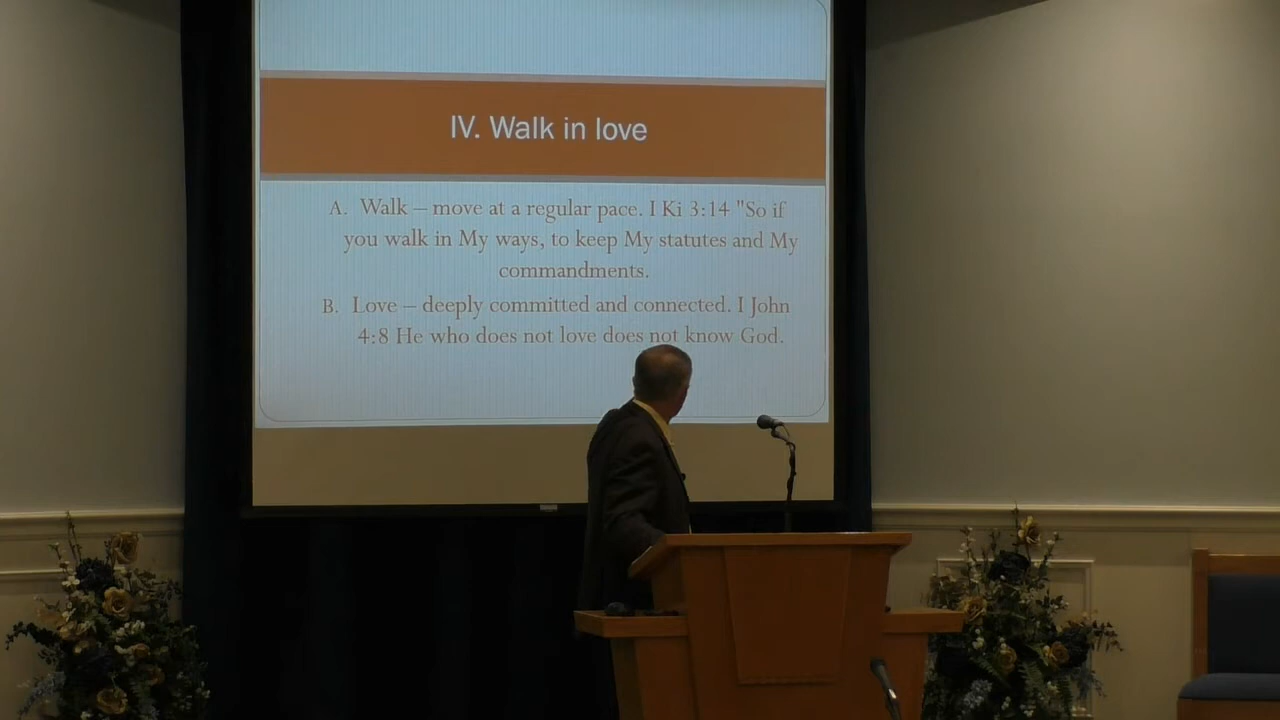 IV. Walk in love
A. Walk – move at a regular pace. I Ki 3:14 "So if
you walk in My ways, to keep My statutes and My
commandments.
B. Love – deeply committed and connected. I John
4:8 He who does not love does not know God.